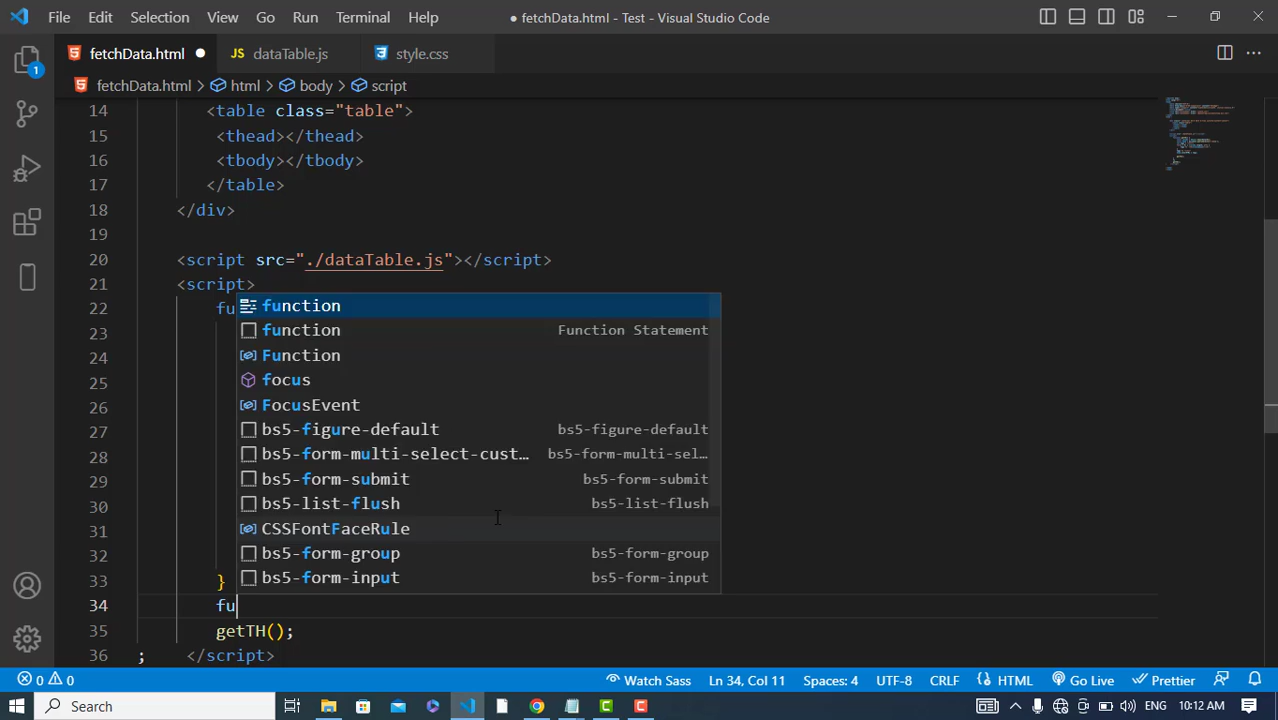 File Edit Selection View Go Run Terminal Help
● fetchData.html - Test - Visual Studio Code
fetchData.html ● JS dataTable.js style.css
fetchData.html > html > body > script
1
14 <table class="table">
15 <thead></thead>
16 <tbody></tbody>
17 </table>
18 </div>
19
20 <script src="./dataTable.js"></script>
21 <script>
22 fu
function
23
function Function Statement
24
Function
25
focus
26
FocusEvent
27
bs5-figure-default bs5-figure-default
28
bs5-form-multi-select-cust… bs5-form-multi-sel…
29
bs5-form-submit bs5-form-submit
30
bs5-list-flush bs5-list-flush
31
CSSFontFaceRule
32
bs5-form-group bs5-form-group
33 }
bs5-form-input bs5-form-input
34 fu
35 getTH();
36 ; </script>
0 0 Watch Sass Ln 34, Col 11 Spaces: 4 UTF-8 CRLF HTML Go Live Prettier
Search ENG 10:12 AM